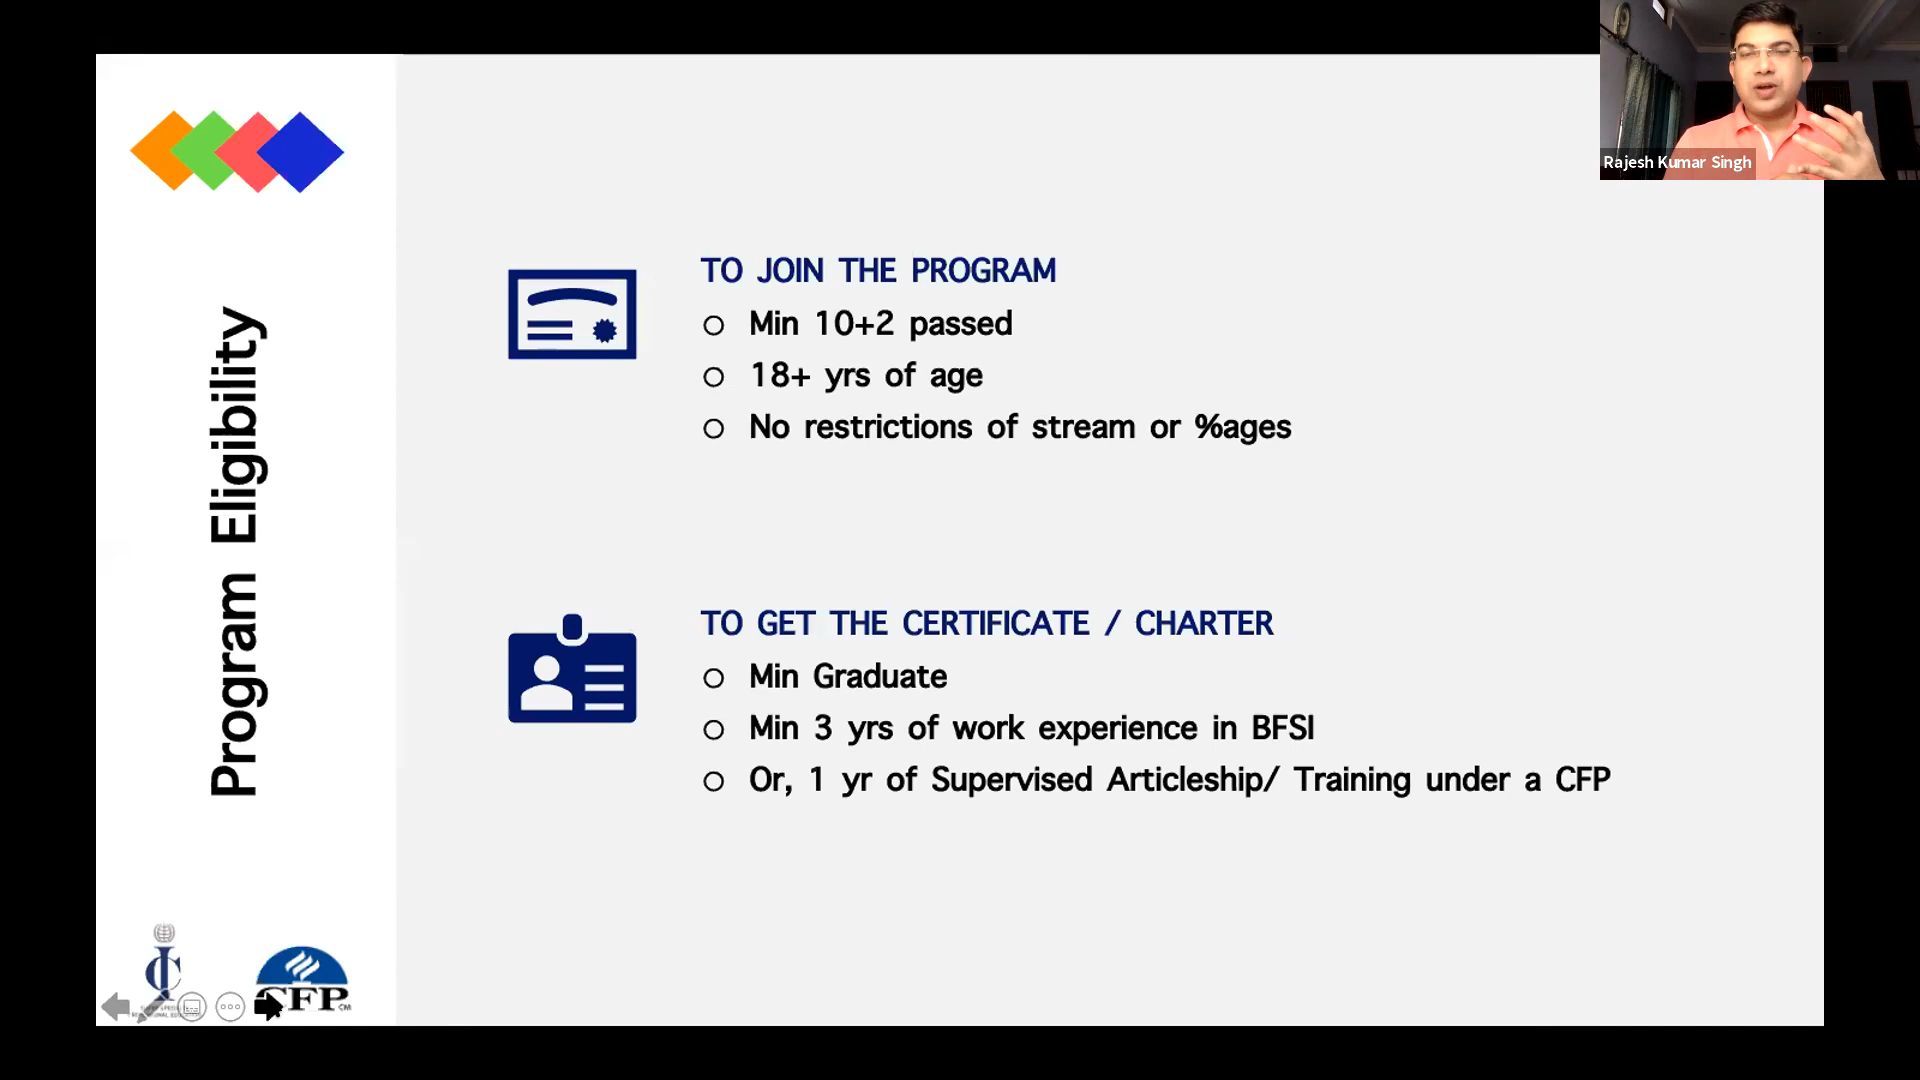 Rajesh Kumar Singh
Program Eligibility
TO JOIN THE PROGRAM
Min 10+2 passed
18+ yrs of age
No restrictions of stream or %ages
TO GET THE CERTIFICATE / CHARTER
Min Graduate
Min 3 yrs of work experience in BFSI
Or, 1 yr of Supervised Articleship/ Training under a CFP
CFP